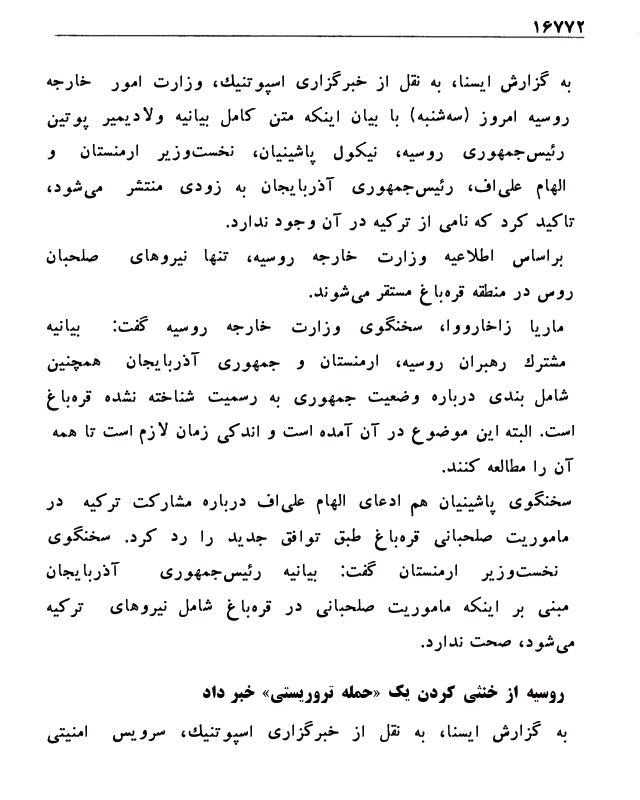 ۱۶۷۷۲
به گزارش ایسنا، به نقل از خبرگزاری اسپوتنیك، وزارت امور خارجه
روسیه امروز (سه‌شنبه) با بیان اینکه متن کامل بیانیه ولادیمیر پوتین
رئیس‌جمهوری روسیه، نیکول پاشینیان، نخست‌وزیر ارمنستان و
الهام علی‌اف، رئیس‌جمهوری آذربایجان به زودی منتشر می‌شود،
تاکید کرد که نامی از ترکیه در آن وجود ندارد.
براساس اطلاعیه وزارت خارجه روسیه، تنها نیروهای صلحبان
روس در منطقه قره‌باغ مستقر می‌شوند.
ماریا زاخارووا، سخنگوی وزارت خارجه روسیه گفت: بیانیه
مشترك رهبران روسیه، ارمنستان و جمهوری آذربایجان همچنین
شامل بندی درباره وضعیت جمهوری به رسمیت شناخته نشده قره‌باغ
است. البته این موضوع در آن آمده است و اندکی زمان لازم است تا همه
آن را مطالعه کنند.
سخنگوی پاشینیان هم ادعای الهام علی‌اف درباره مشارکت ترکیه در
ماموریت صلحبانی قره‌باغ طبق توافق جدید را رد کرد. سخنگوی
نخست‌وزیر ارمنستان گفت: بیانیه رئیس‌جمهوری آذربایجان
مبنی بر اینکه ماموریت صلحبانی در قره‌باغ شامل نیروهای ترکیه
می‌شود، صحت ندارد.
روسیه از خنثی کردن یک «حمله تروریستی» خبر داد
به گزارش ایسنا، به نقل از خبرگزاری اسپوتنیك، سرویس امنیتی